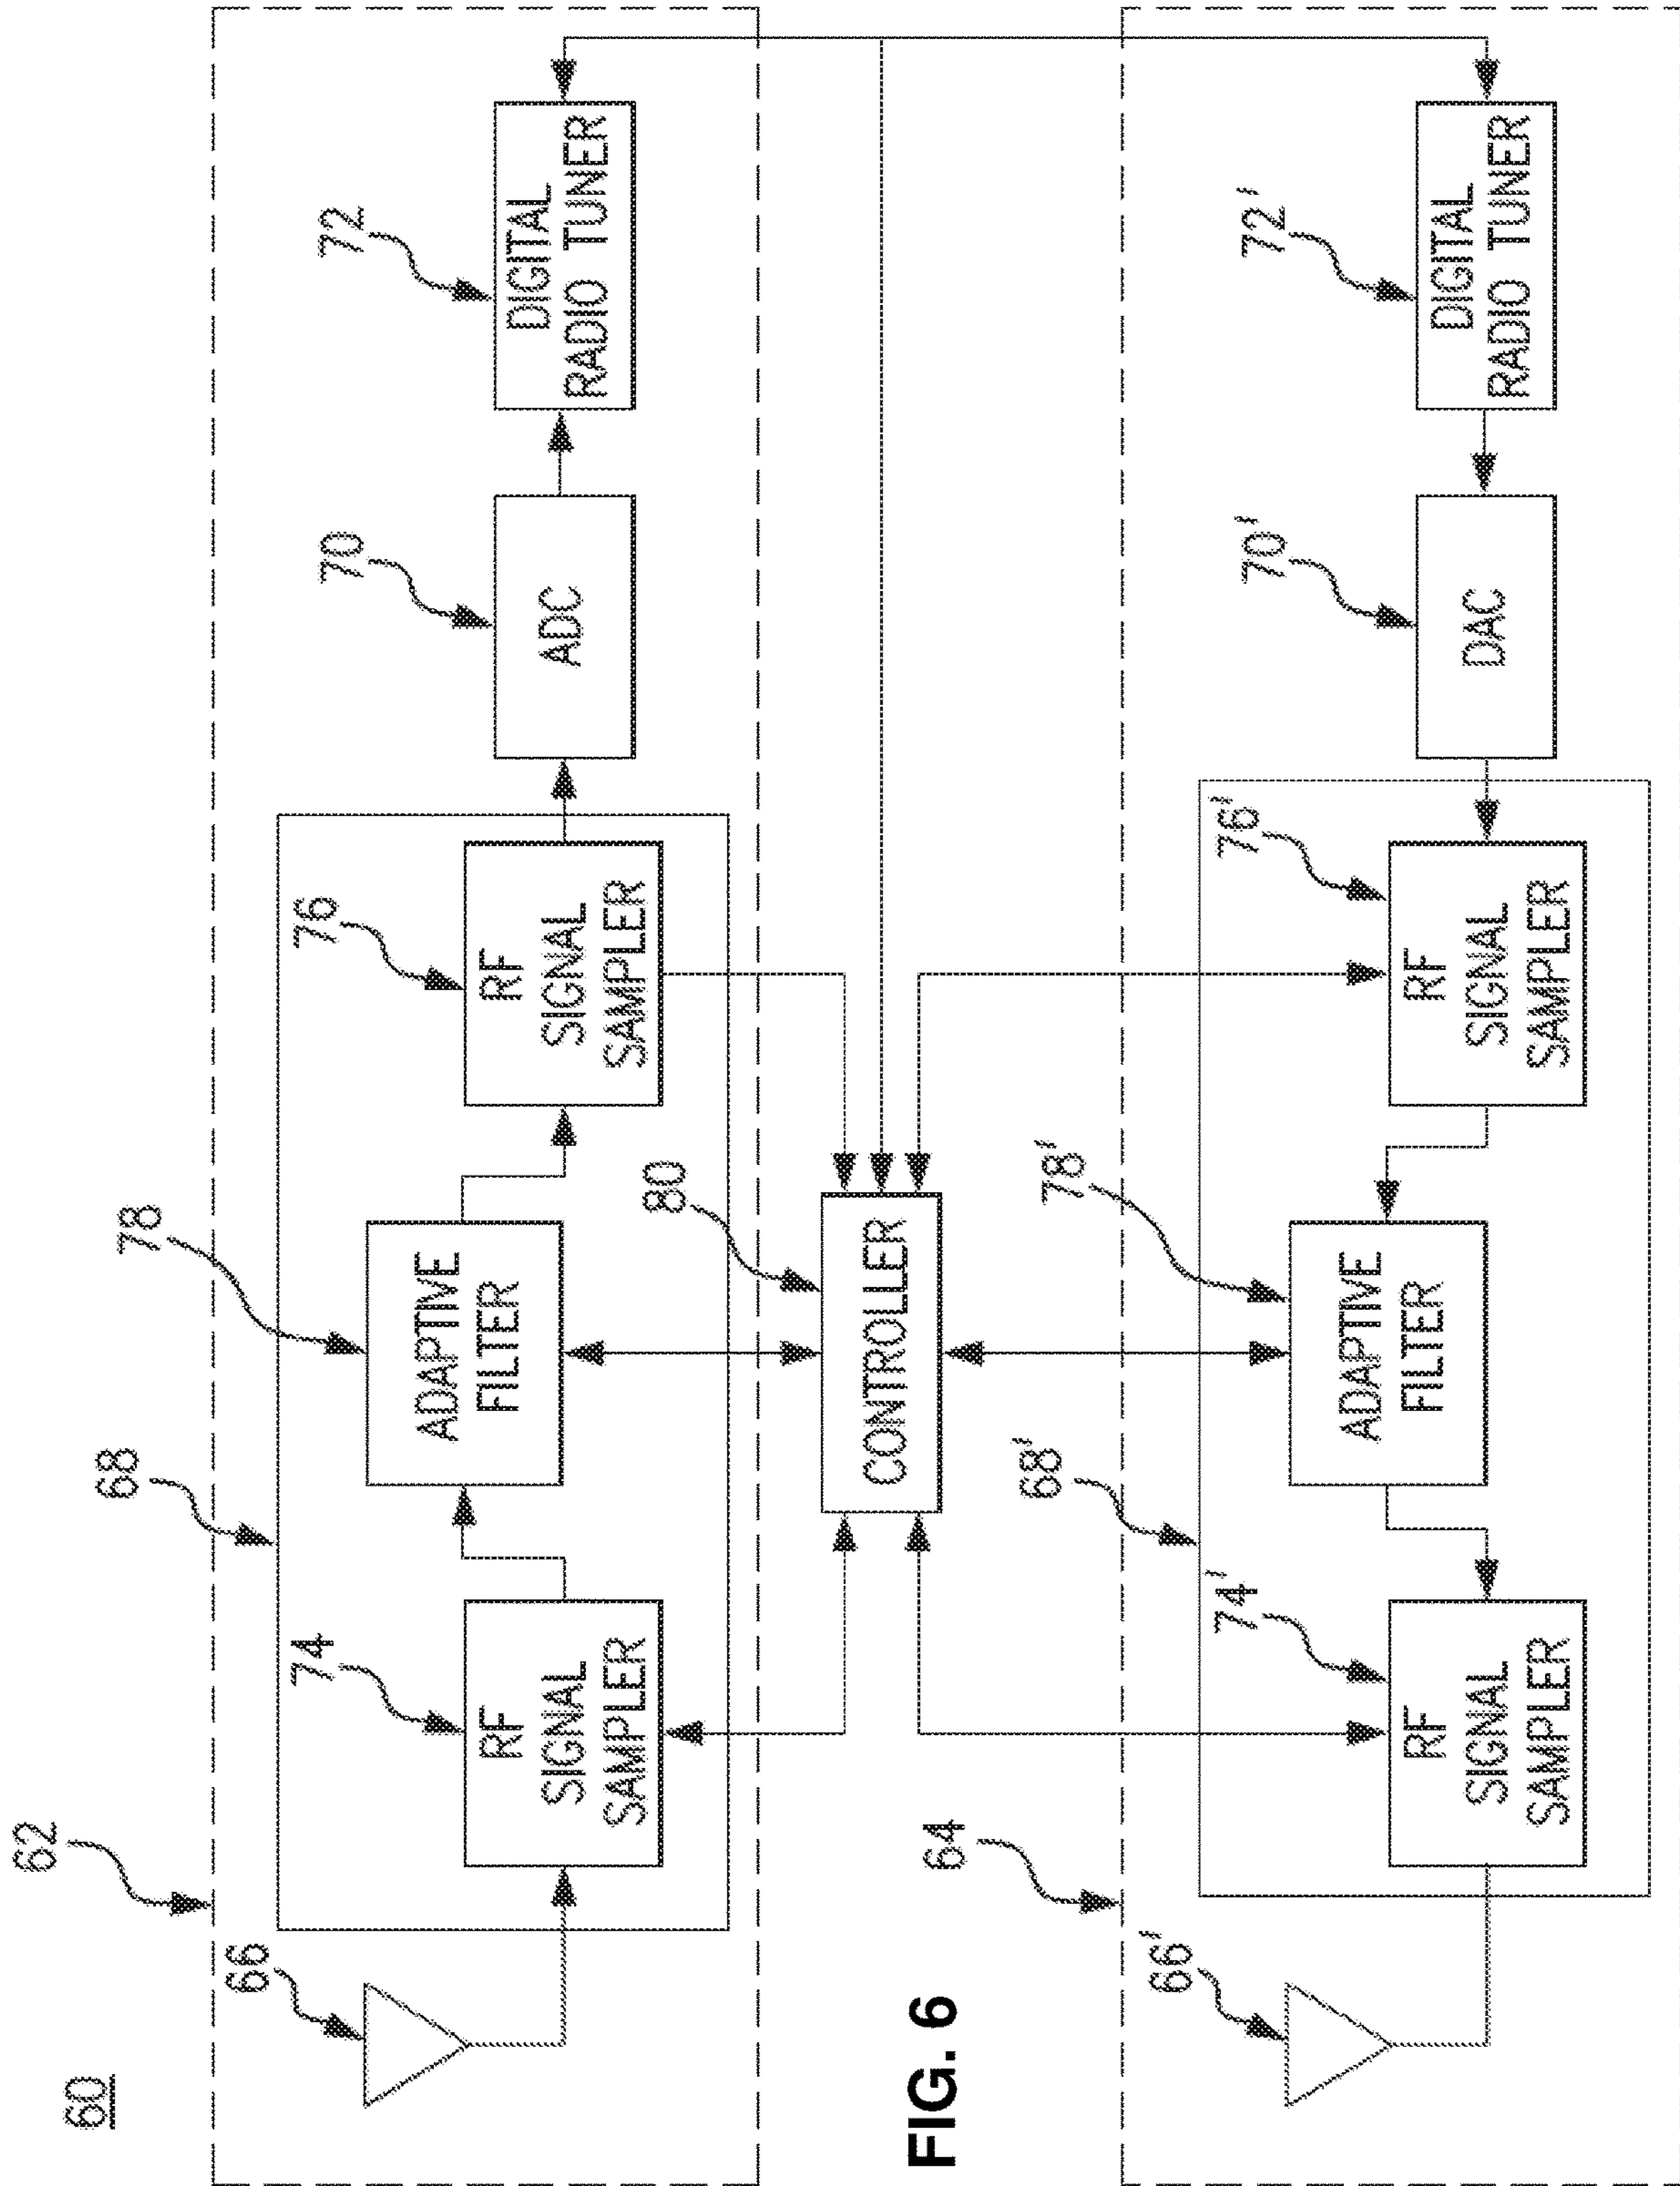 60
62
66
68
74
RF
SIGNAL
SAMPLER
78
ADAPTIVE
FILTER
76
RF
SIGNAL
SAMPLER
70
ADC
72
DIGITAL
RADIO TUNER
80
CONTROLLER
FIG. 6
64
66'
68'
74'
RF
SIGNAL
SAMPLER
78'
ADAPTIVE
FILTER
76'
RF
SIGNAL
SAMPLER
70'
DAC
72'
DIGITAL
RADIO TUNER